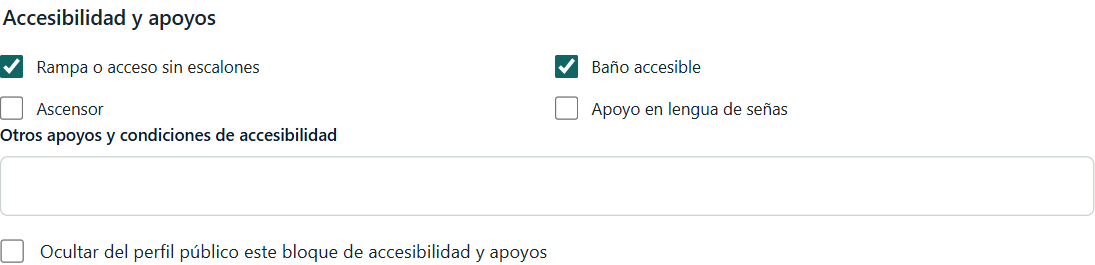 Accesibilidad y apoyos
Rampa o acceso sin escalones
Baño accesible
Ascensor
Apoyo en lengua de señas
Otros apoyos y condiciones de accesibilidad
Ocultar del perfil público este bloque de accesibilidad y apoyos